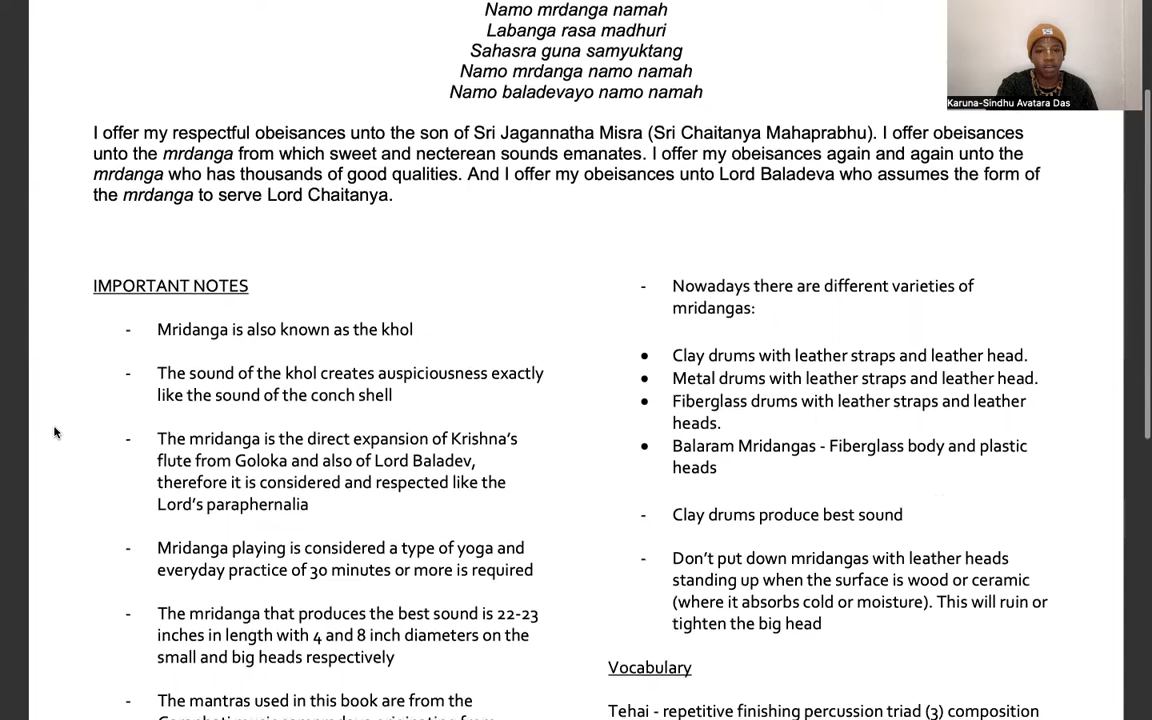 Namo mrdanga namah
Labanga rasa madhuri
Sahasra guna samyuktang
Namo mrdanga namo namah
Namo baladevayo namo namah
Karuna-Sindhu Avatara Das
I offer my respectful obeisances unto the son of Sri Jagannatha Misra (Sri Chaitanya Mahaprabhu). I offer obeisances
unto the mrdanga from which sweet and necterean sounds emanates. I offer my obeisances again and again unto the
mrdanga who has thousands of good qualities. And I offer my obeisances unto Lord Baladeva who assumes the form of
the mrdanga to serve Lord Chaitanya.
IMPORTANT NOTES
- Mridanga is also known as the khol
- The sound of the khol creates auspiciousness exactly
like the sound of the conch shell
- The mridanga is the direct expansion of Krishna's
flute from Goloka and also of Lord Baladev,
therefore it is considered and respected like the
Lord's paraphernalia
- Mridanga playing is considered a type of yoga and
everyday practice of 30 minutes or more is required
- The mridanga that produces the best sound is 22-23
inches in length with 4 and 8 inch diameters on the
small and big heads respectively
- The mantras used in this book are from the
- Nowadays there are different varieties of
mridangas:
• Clay drums with leather straps and leather head.
• Metal drums with leather straps and leather head.
• Fiberglass drums with leather straps and leather
heads.
• Balaram Mridangas - Fiberglass body and plastic
heads
- Clay drums produce best sound
- Don't put down mridangas with leather heads
standing up when the surface is wood or ceramic
(where it absorbs cold or moisture). This will ruin or
tighten the big head
Vocabulary
Tehai - repetitive finishing percussion triad (3) composition